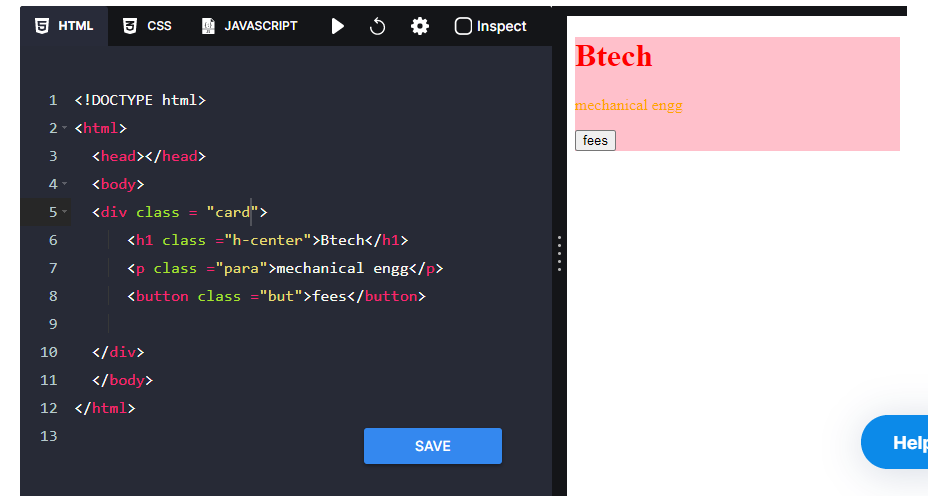 HTML CSS JAVASCRIPT Inspect
1 <!DOCTYPE html>
2 <html>
3 <head></head>
4 <body>
5 <div class = "card">
6 <h1 class ="h-center">Btech</h1>
7 <p class ="para">mechanical engg</p>
8 <button class ="but">fees</button>
9
10 </div>
11 </body>
12 </html>
13
SAVE
Btech
mechanical engg
fees
Help